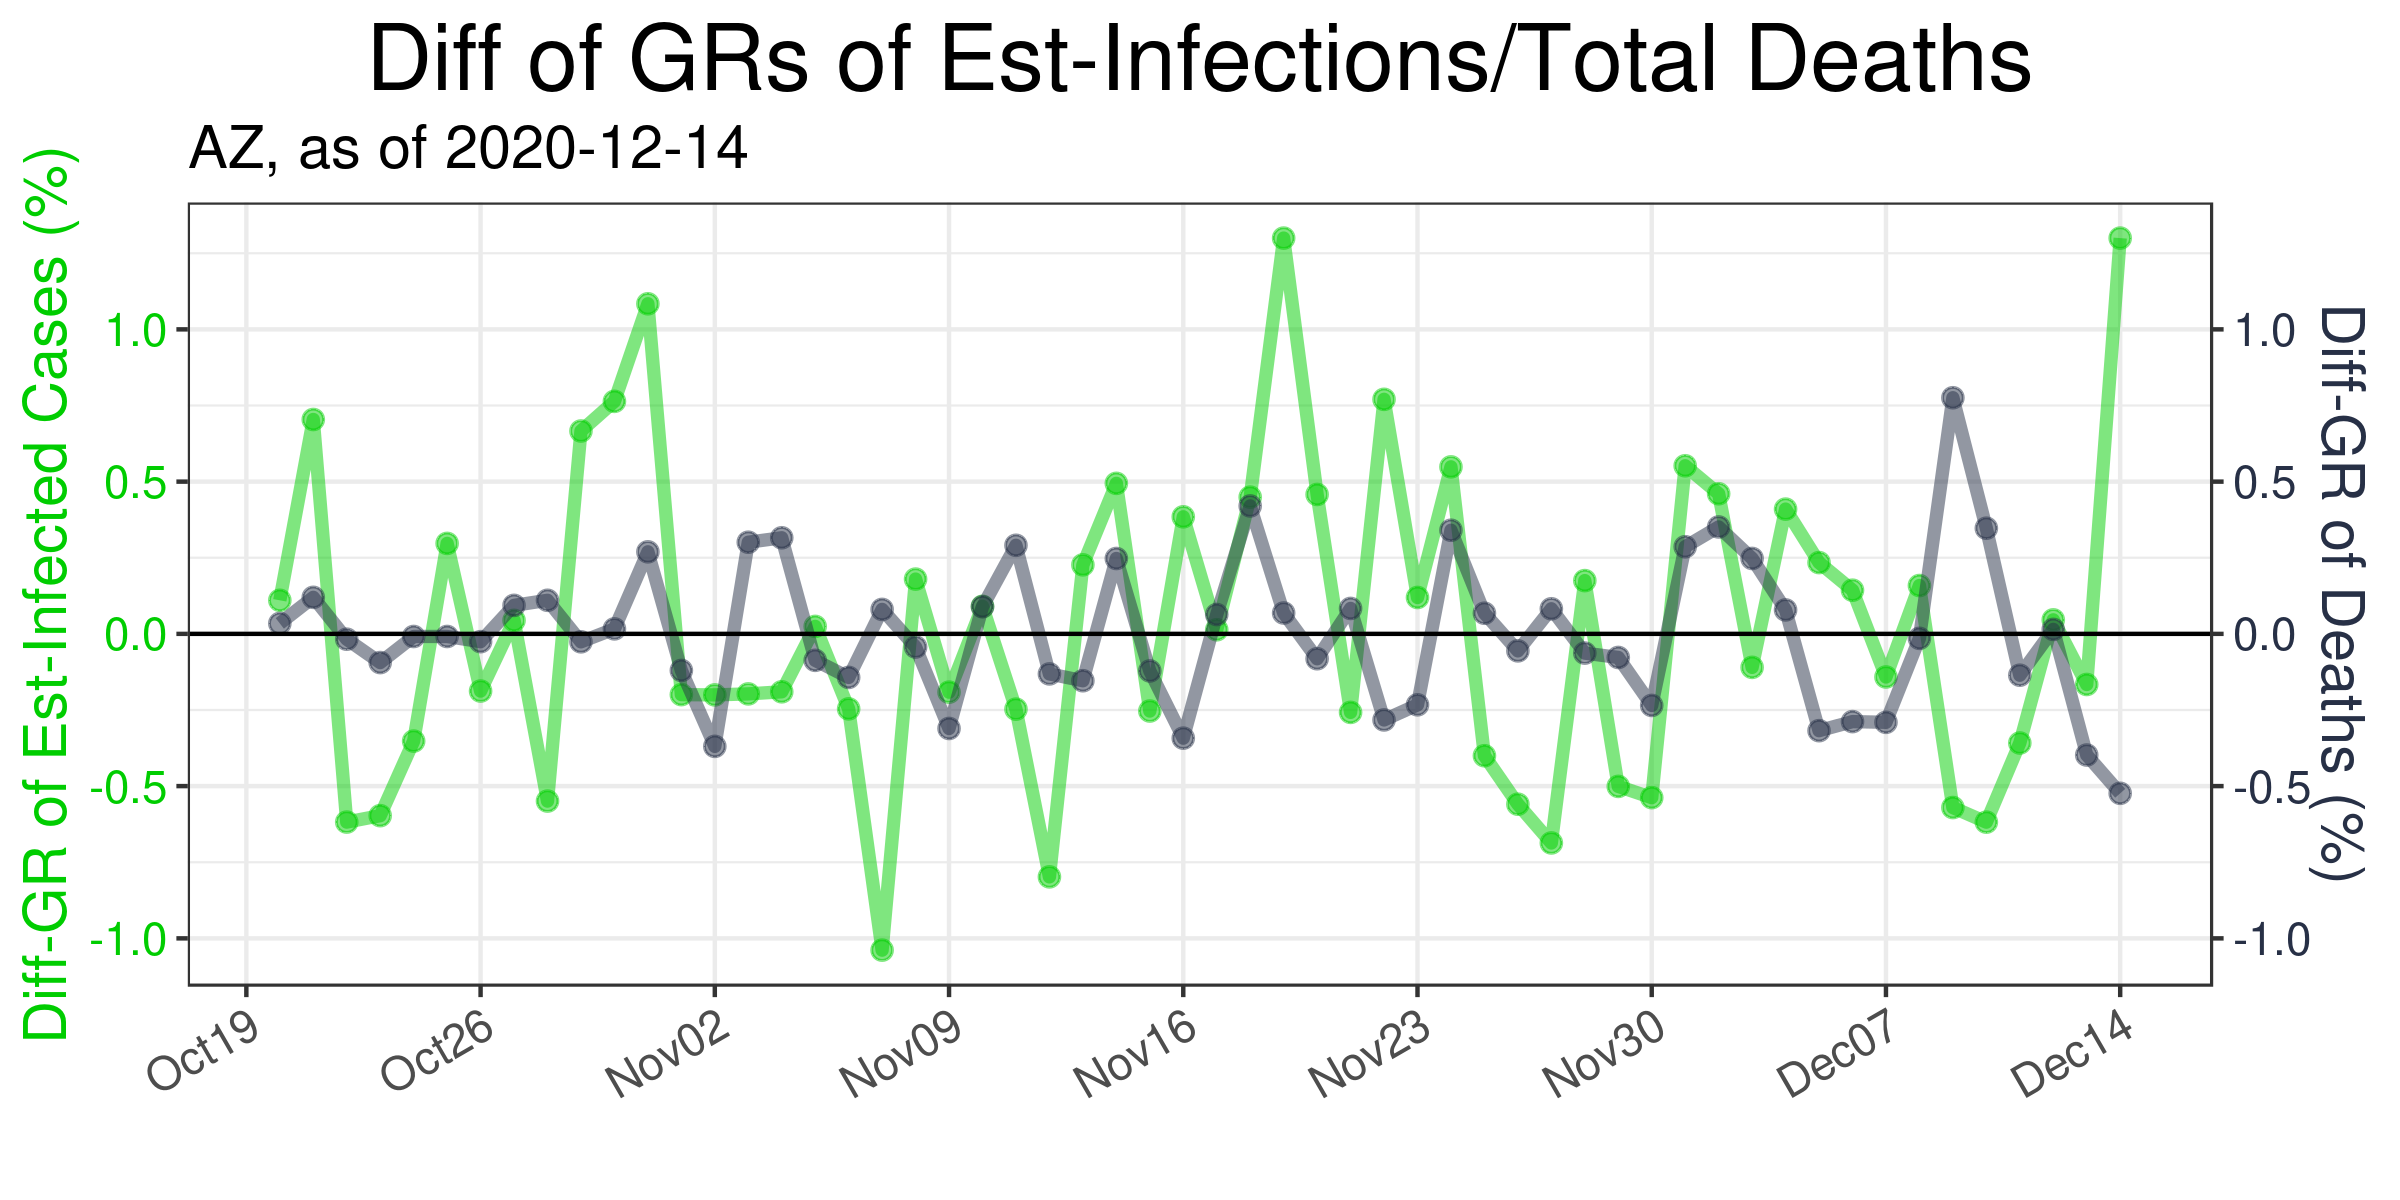 Diff of GRs of Est-Infections/Total Deaths
AZ, as of 2020-12-14
Diff-GR of Est-Infected Cases (%)
1.0
0.5
0.0
-0.5
-1.0
1.0
0.5
0.0
-0.5
-1.0
Diff-GR of Deaths (%)
Oct19
Oct26
Nov02
Nov09
Nov16
Nov23
Nov30
Dec07
Dec14